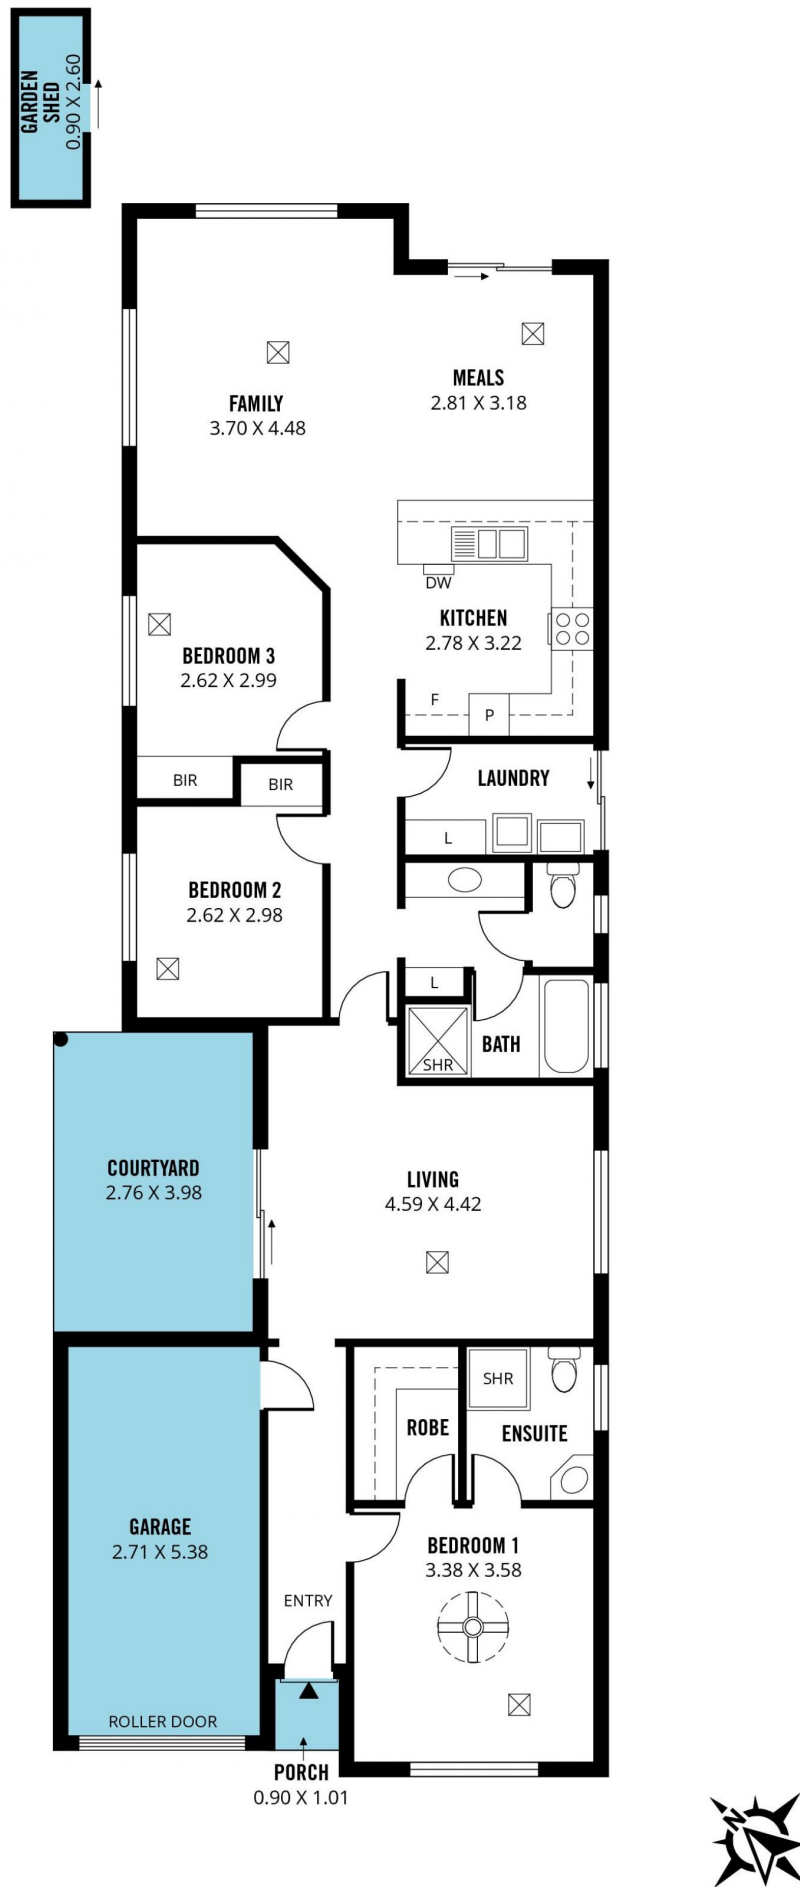 GARDEN
SHED
0.90 X 2.60
FAMILY
3.70 X 4.48
MEALS
2.81 X 3.18
DW
KITCHEN
2.78 X 3.22
F
P
BEDROOM 3
2.62 X 2.99
BIR
BIR
LAUNDRY
L
BEDROOM 2
2.62 X 2.98
L
BATH
SHR
COURTYARD
2.76 X 3.98
LIVING
4.59 X 4.42
SHR
ROBE
ENSUITE
GARAGE
2.71 X 5.38
BEDROOM 1
3.38 X 3.58
ENTRY
ROLLER DOOR
PORCH
0.90 X 1.01
N